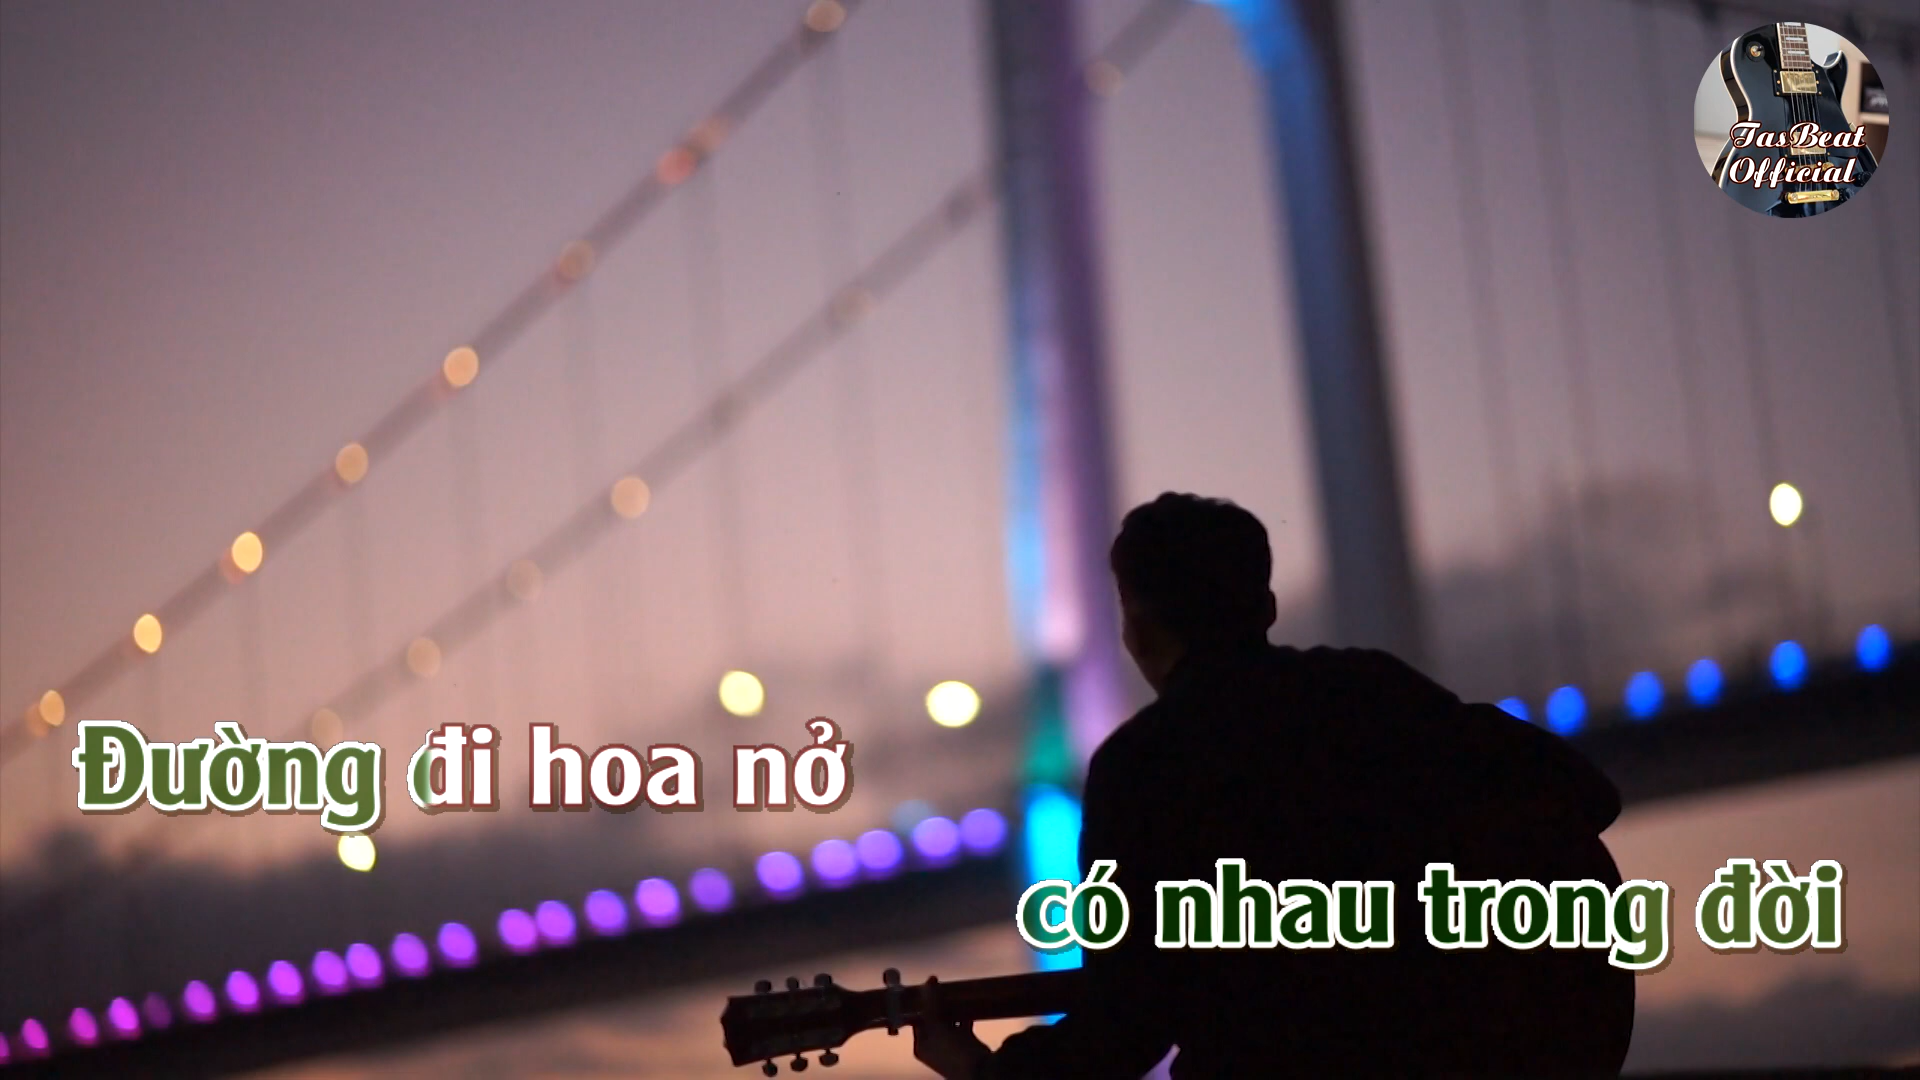 TasBeat
Official
Đường đi hoa nở
có nhau trong đời